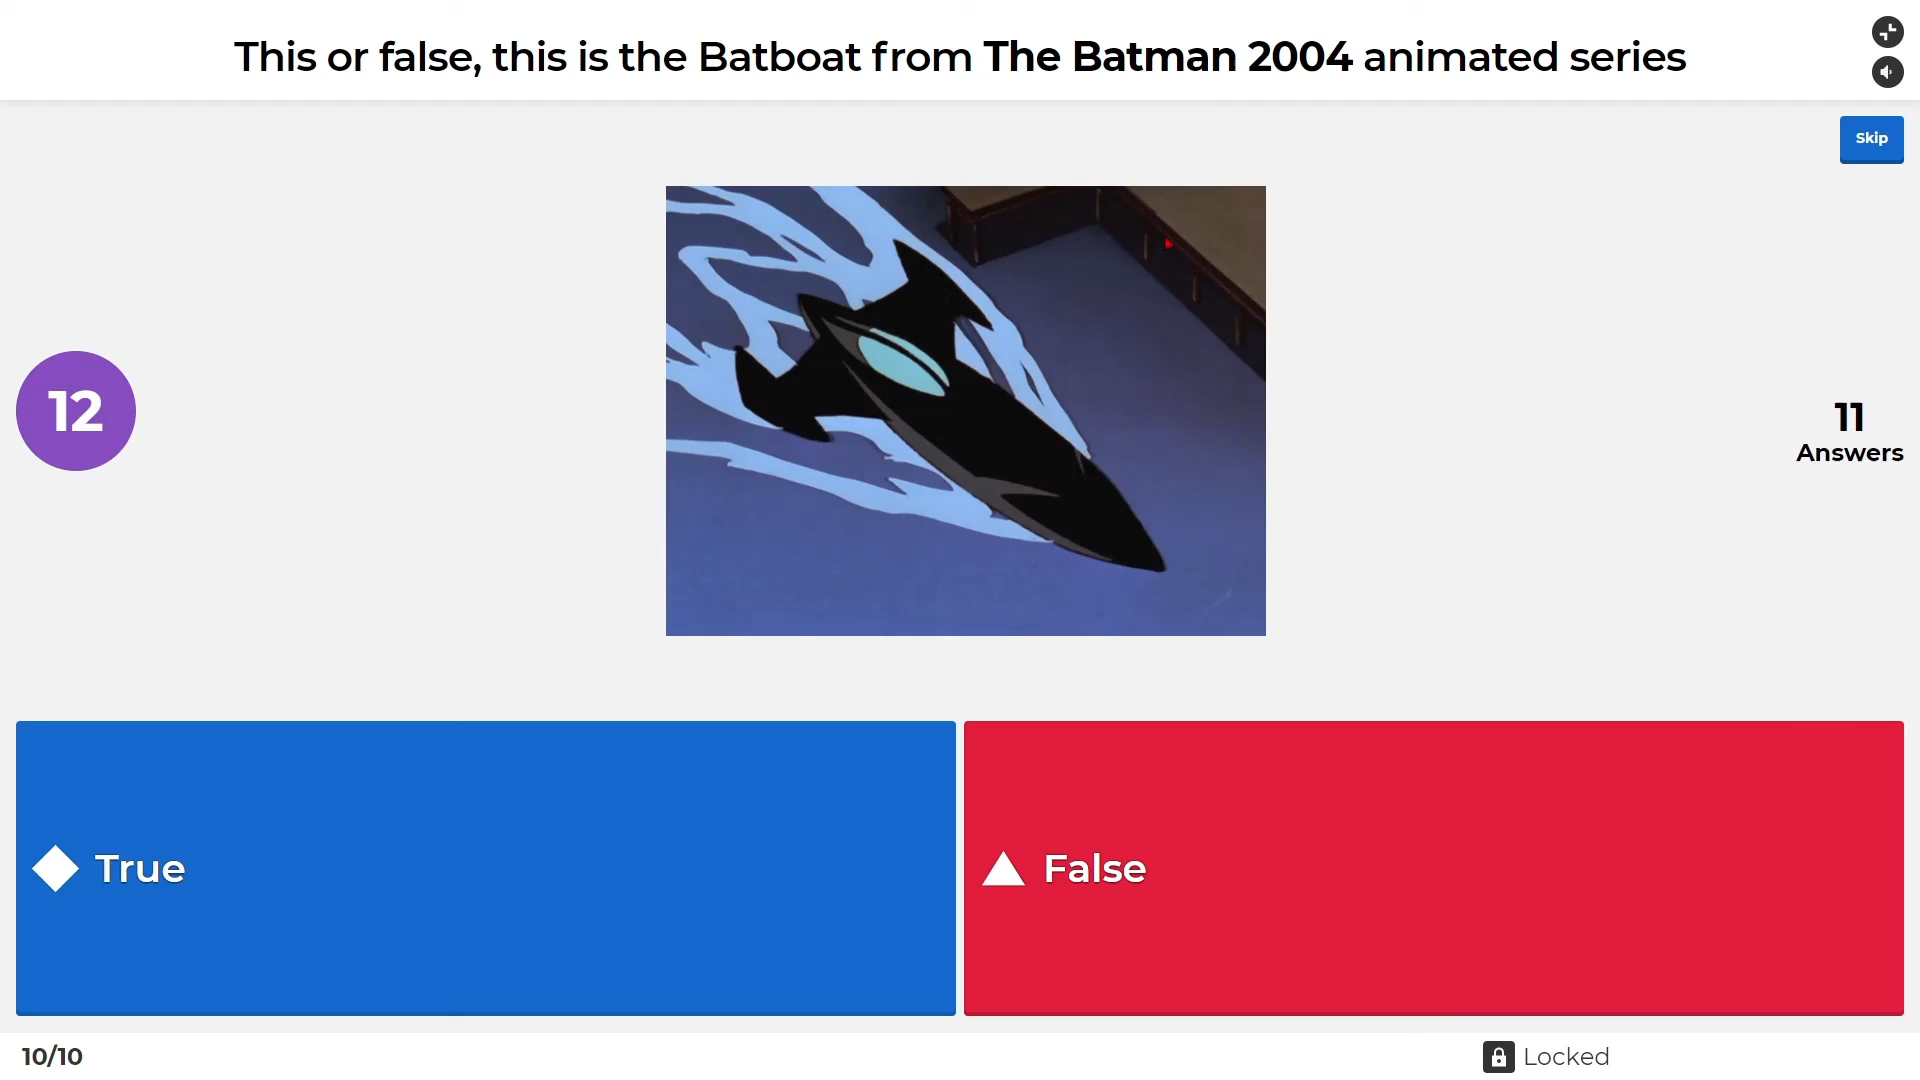 This or false, this is the Batboat from The Batman 2004 animated series
Skip
12
11
Answers
True
False
10/10
Locked